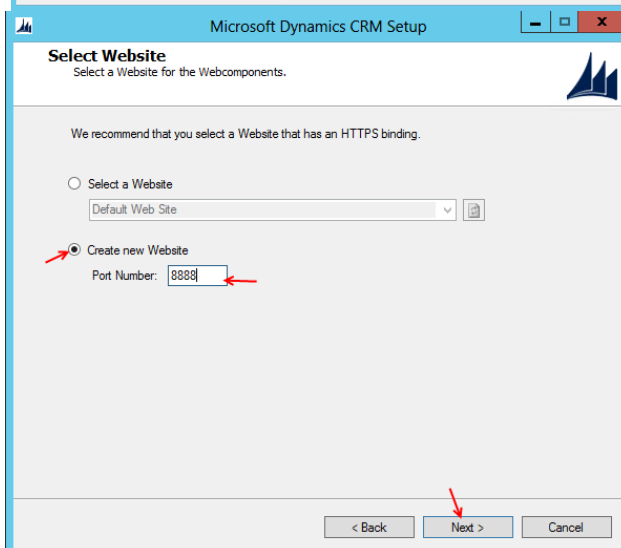 Microsoft Dynamics CRM Setup
Select Website
Select a Website for the Webcomponents.
We recommend that you select a Website that has an HTTPS binding.
Select a Website
Default Web Site
Create new Website
Port Number: 8888
< Back Next > Cancel